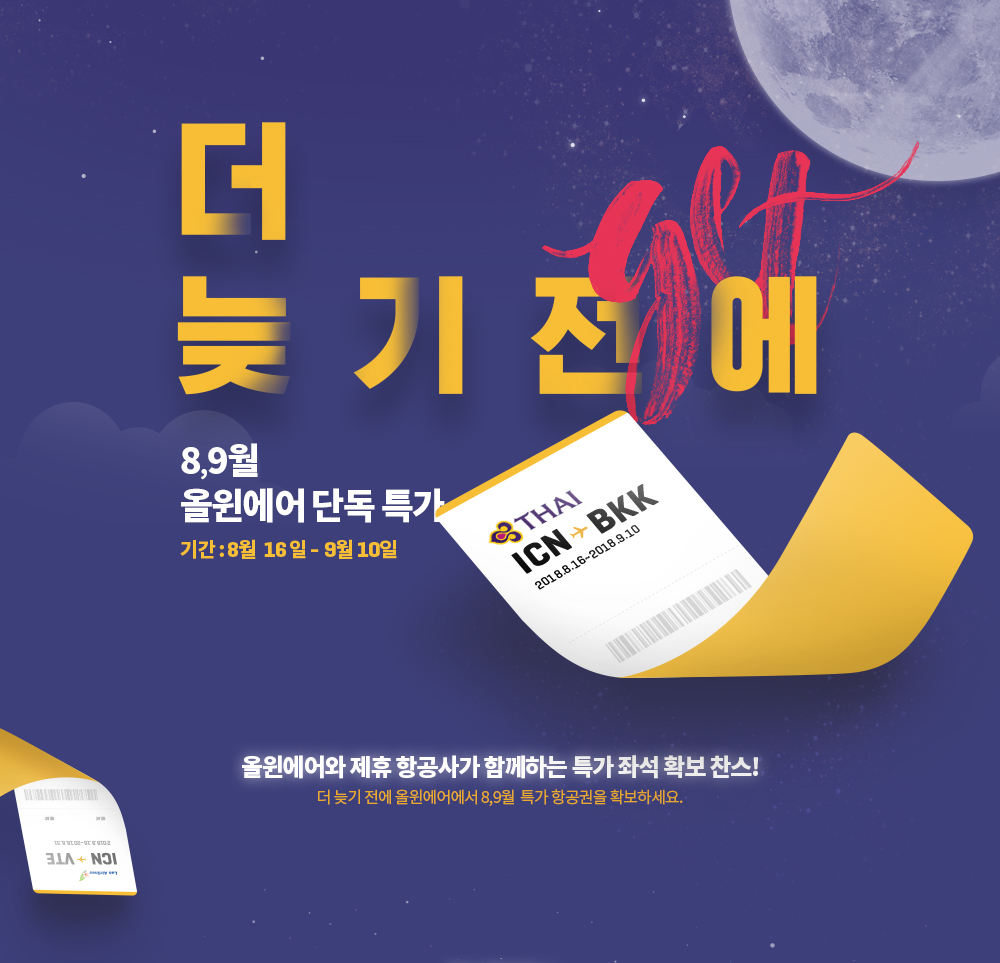 더
get
늦기 전에
8,9월
올윈에어 단독 특가
기간 : 8월 16일 - 9월 10일
THAI
ICN BKK
2018.8.16~2018.9.10
올윈에어와 제휴 항공사가 함께하는 특가 좌석 확보 찬스!
더 늦기 전에 올윈에어에서 8,9월 특가 항공권을 확보하세요.
ICN VTE
Lao Airlines